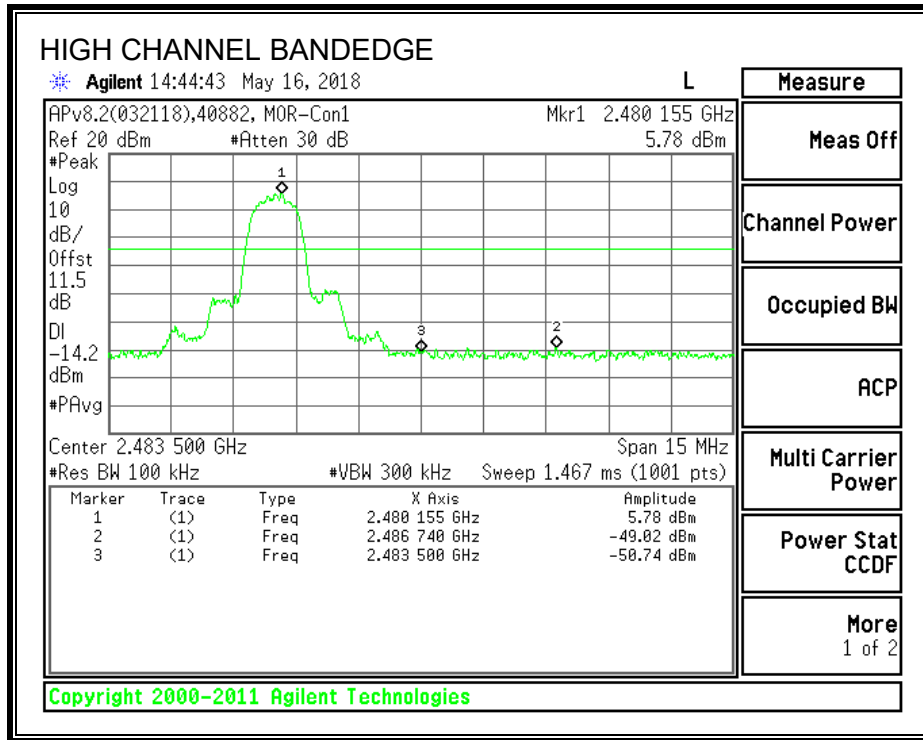 HIGH CHANNEL BANDEDGE
Agilent 14:44:43 May 16, 2018 L
APv8.2(032118),40882, MOR-Con1 Mkr1 2.480 155 GHz
Ref 20 dBm #Atten 30 dB 5.78 dBm
#Peak
Log
10
dB/
Offst
11.5
dB
DI
-14.2
dBm
#PAvg
1
3
2
Center 2.483 500 GHz Span 15 MHz
#Res BW 100 kHz #VBW 300 kHz Sweep 1.467 ms (1001 pts)
Marker Trace Type X Axis Amplitude
1 (1) Freq 2.480 155 GHz 5.78 dBm
2 (1) Freq 2.486 740 GHz -49.02 dBm
3 (1) Freq 2.483 500 GHz -50.74 dBm
Measure
Meas Off
Channel Power
Occupied BW
ACP
Multi Carrier
Power
Power Stat
CCDF
More
1 of 2
Copyright 2000-2011 Agilent Technologies